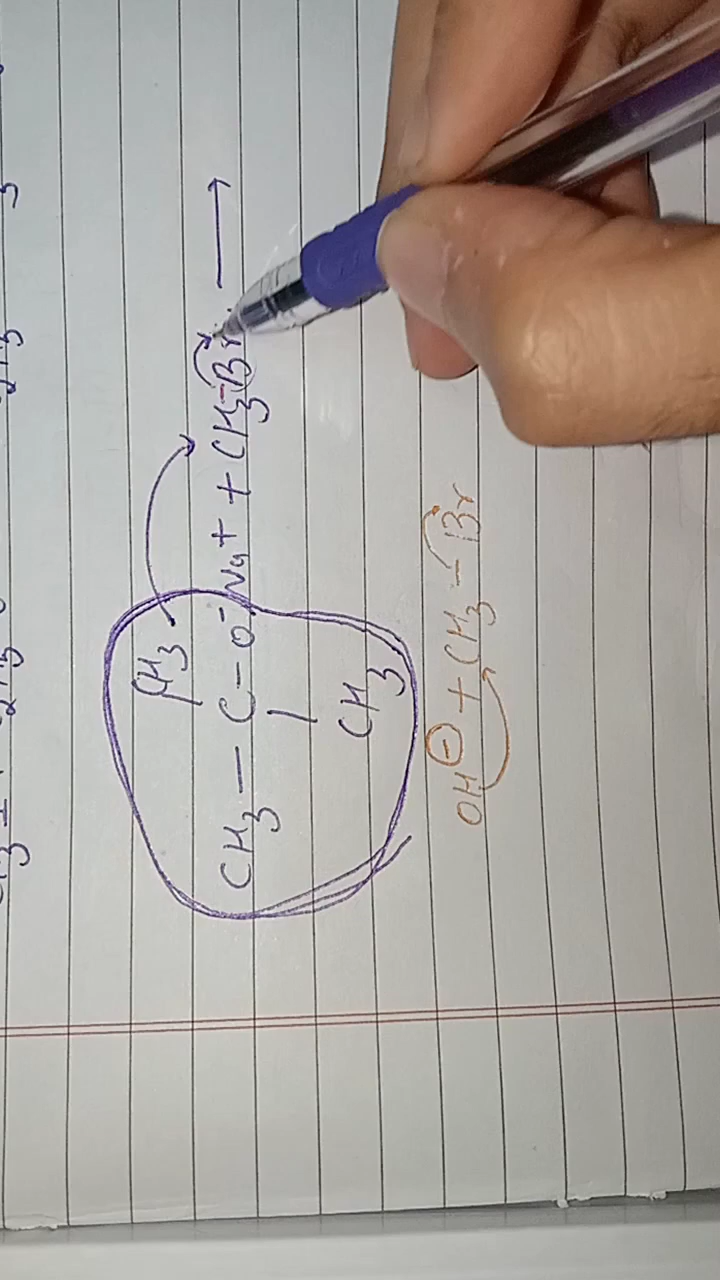 CH3
CH3 — C – O⁻ Na+ + CH3–Br ⟶
|
CH3
OH⊖ + CH3 – Br